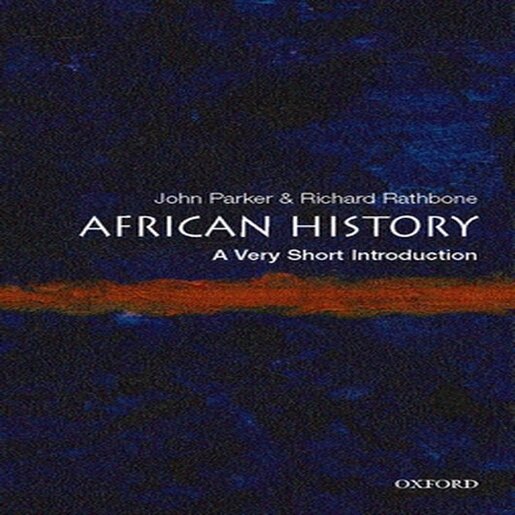 John Parker & Richard Rathbone
AFRICAN HISTORY
A Very Short Introduction
OXFORD